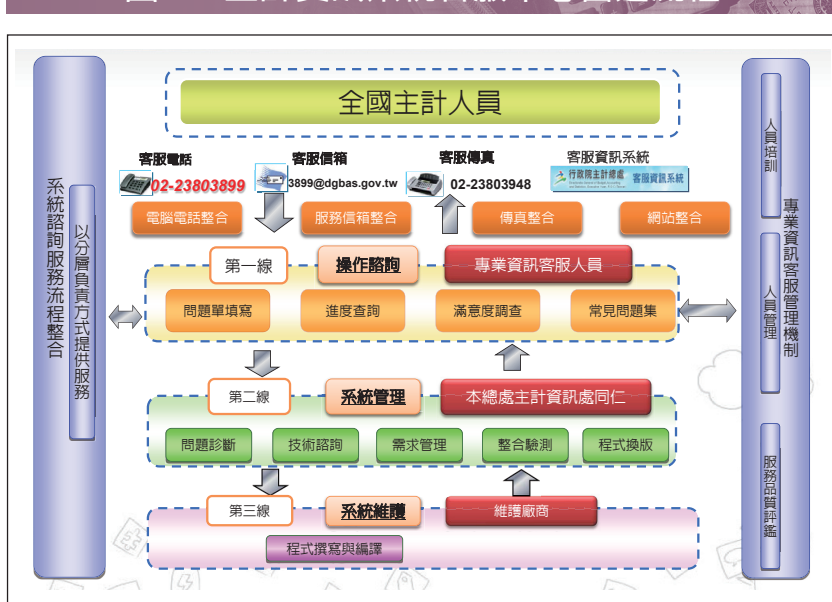 全國主計人員
客服電話
02-23803899
客服信箱
3899@dgbas.gov.tw
客服傳真
02-23803948
客服資訊系統
行政院主計總處
客服資訊系統
電腦電話整合
服務信箱整合
傳真整合
網站整合
系統諮詢服務流程整合
以分層負責方式提供服務
第一線
操作諮詢
專業資訊客服人員
問題單填寫
進度查詢
滿意度調查
常見問題集
第二線
系統管理
本總處主計資訊處同仁
問題診斷
技術諮詢
需求管理
整合驗測
程式換版
第三線
系統維護
維護廠商
程式撰寫與編譯
人員培訓
人員管理
服務品質評鑑
專業資訊客服管理機制